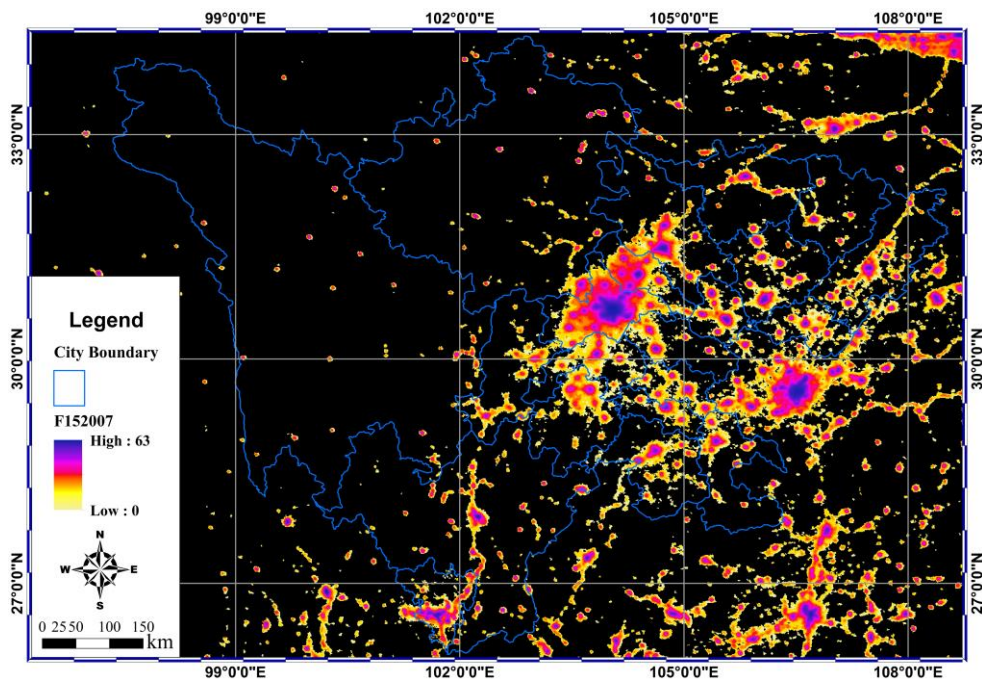 99°0'0"E 102°0'0"E 105°0'0"E 108°0'0"E
33°0'0"N 33°0'0"N
30°0'0"N 30°0'0"N
27°0'0"N 27°0'0"N
Legend
City Boundary
F152007
High : 63
Low : 0
N
W E
S
0 25 50 100 150
km
99°0'0"E 102°0'0"E 105°0'0"E 108°0'0"E